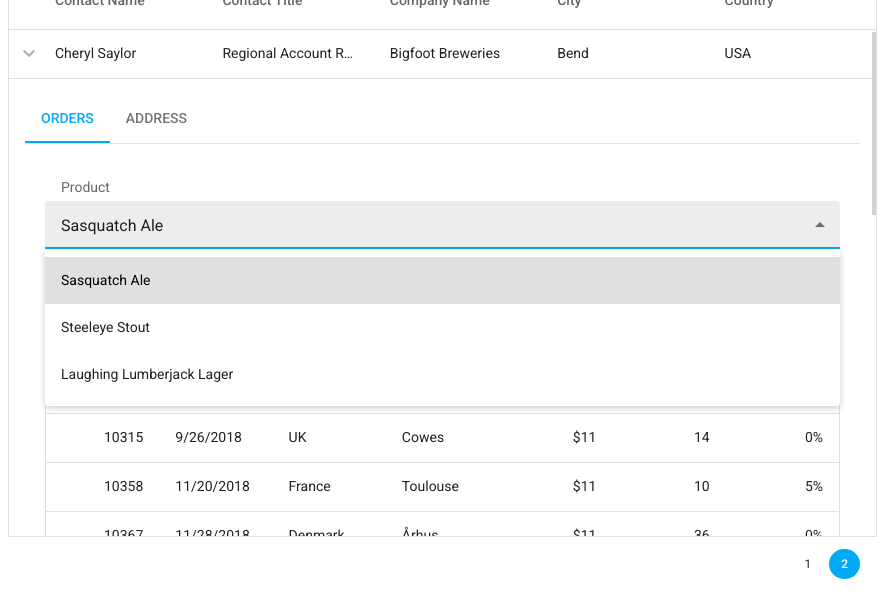 Contact Name Contact Title Company Name City Country
Cheryl Saylor Regional Account R... Bigfoot Breweries Bend USA
ORDERS ADDRESS
Product
Sasquatch Ale
Sasquatch Ale
Steeleye Stout
Laughing Lumberjack Lager
10315 9/26/2018 UK Cowes $11 14 0%
10358 11/20/2018 France Toulouse $11 10 5%
10367 11/28/2018 Denmark Århus $11 36 0%
1 2